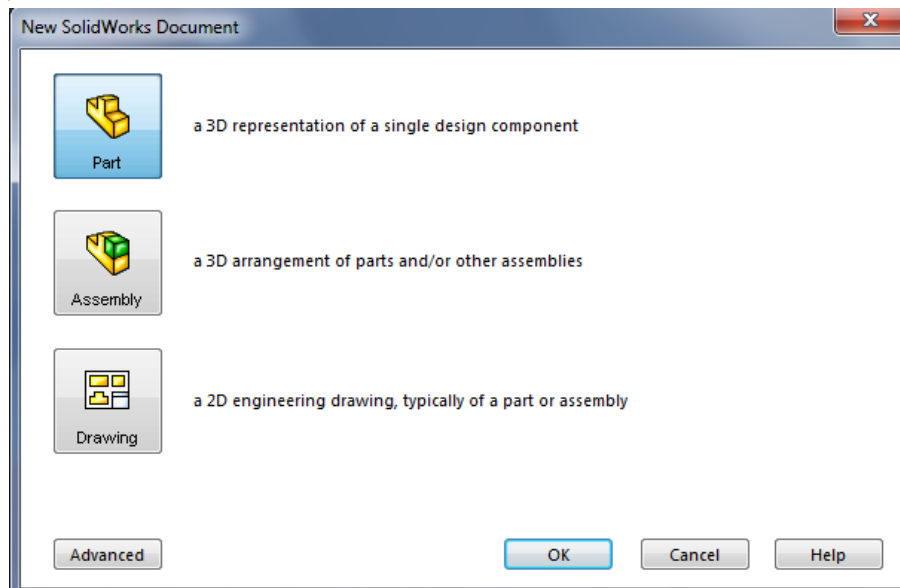 New SolidWorks Document
Part
a 3D representation of a single design component
Assembly
a 3D arrangement of parts and/or other assemblies
Drawing
a 2D engineering drawing, typically of a part or assembly
Advanced
OK
Cancel
Help